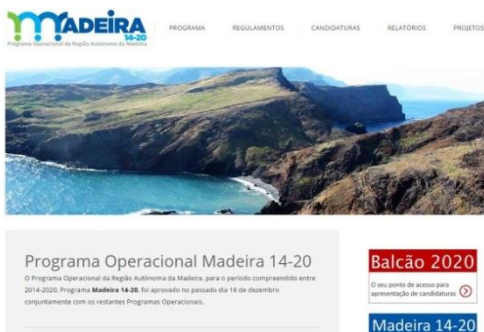 MADEIRA
14-20
Programa Operacional da Região Autónoma da Madeira
PROGRAMA REGULAMENTOS CANDIDATURAS RELATÓRIOS PROJETOS
Programa Operacional Madeira 14-20
O Programa Operacional da Região Autónoma da Madeira, para o período compreendido entre
2014-2020, Programa Madeira 14-20, foi aprovado no passado dia 18 de dezembro
conjuntamente com os restantes Programas Operacionais.
Balcão 2020
O seu ponto de acesso para
apresentação de candidaturas
Madeira 14-20